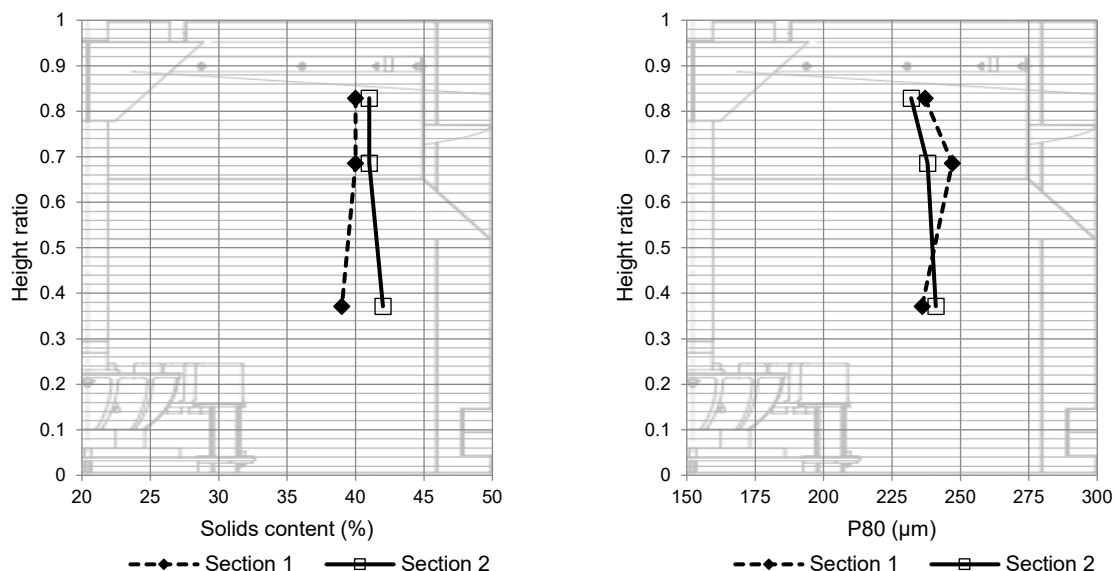 1
0.9
0.8
0.7
0.6
0.5
0.4
0.3
0.2
0.1
0
Height ratio
20 25 30 35 40 45 50
Solids content (%)
Section 1 Section 2
1
0.9
0.8
0.7
0.6
0.5
0.4
0.3
0.2
0.1
0
Height ratio
150 175 200 225 250 275 300
P80 (µm)
Section 1 Section 2